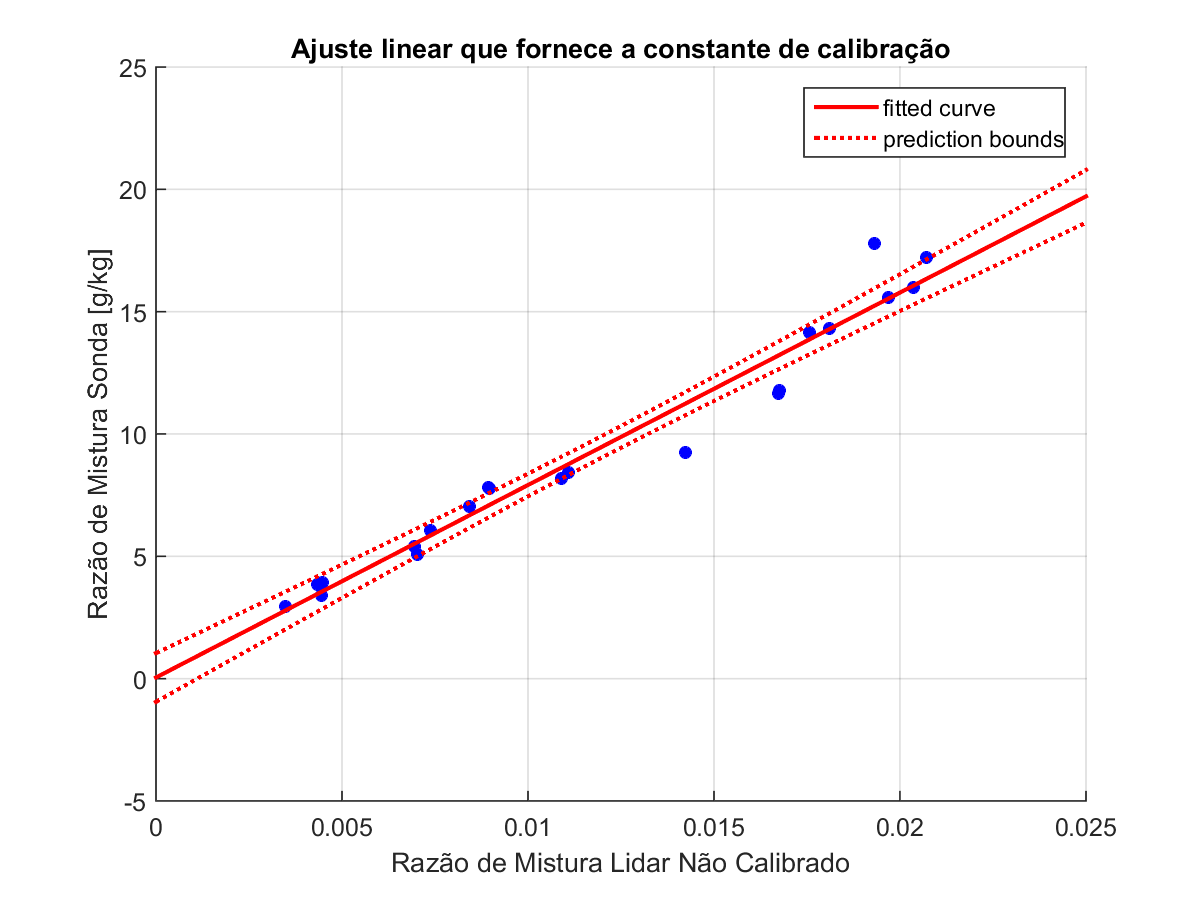 Ajuste linear que fornece a constante de calibração
fitted curve
prediction bounds
25
20
15
10
5
0
-5
Razão de Mistura Sonda [g/kg]
0
0.005
0.01
0.015
0.02
0.025
Razão de Mistura Lidar Não Calibrado